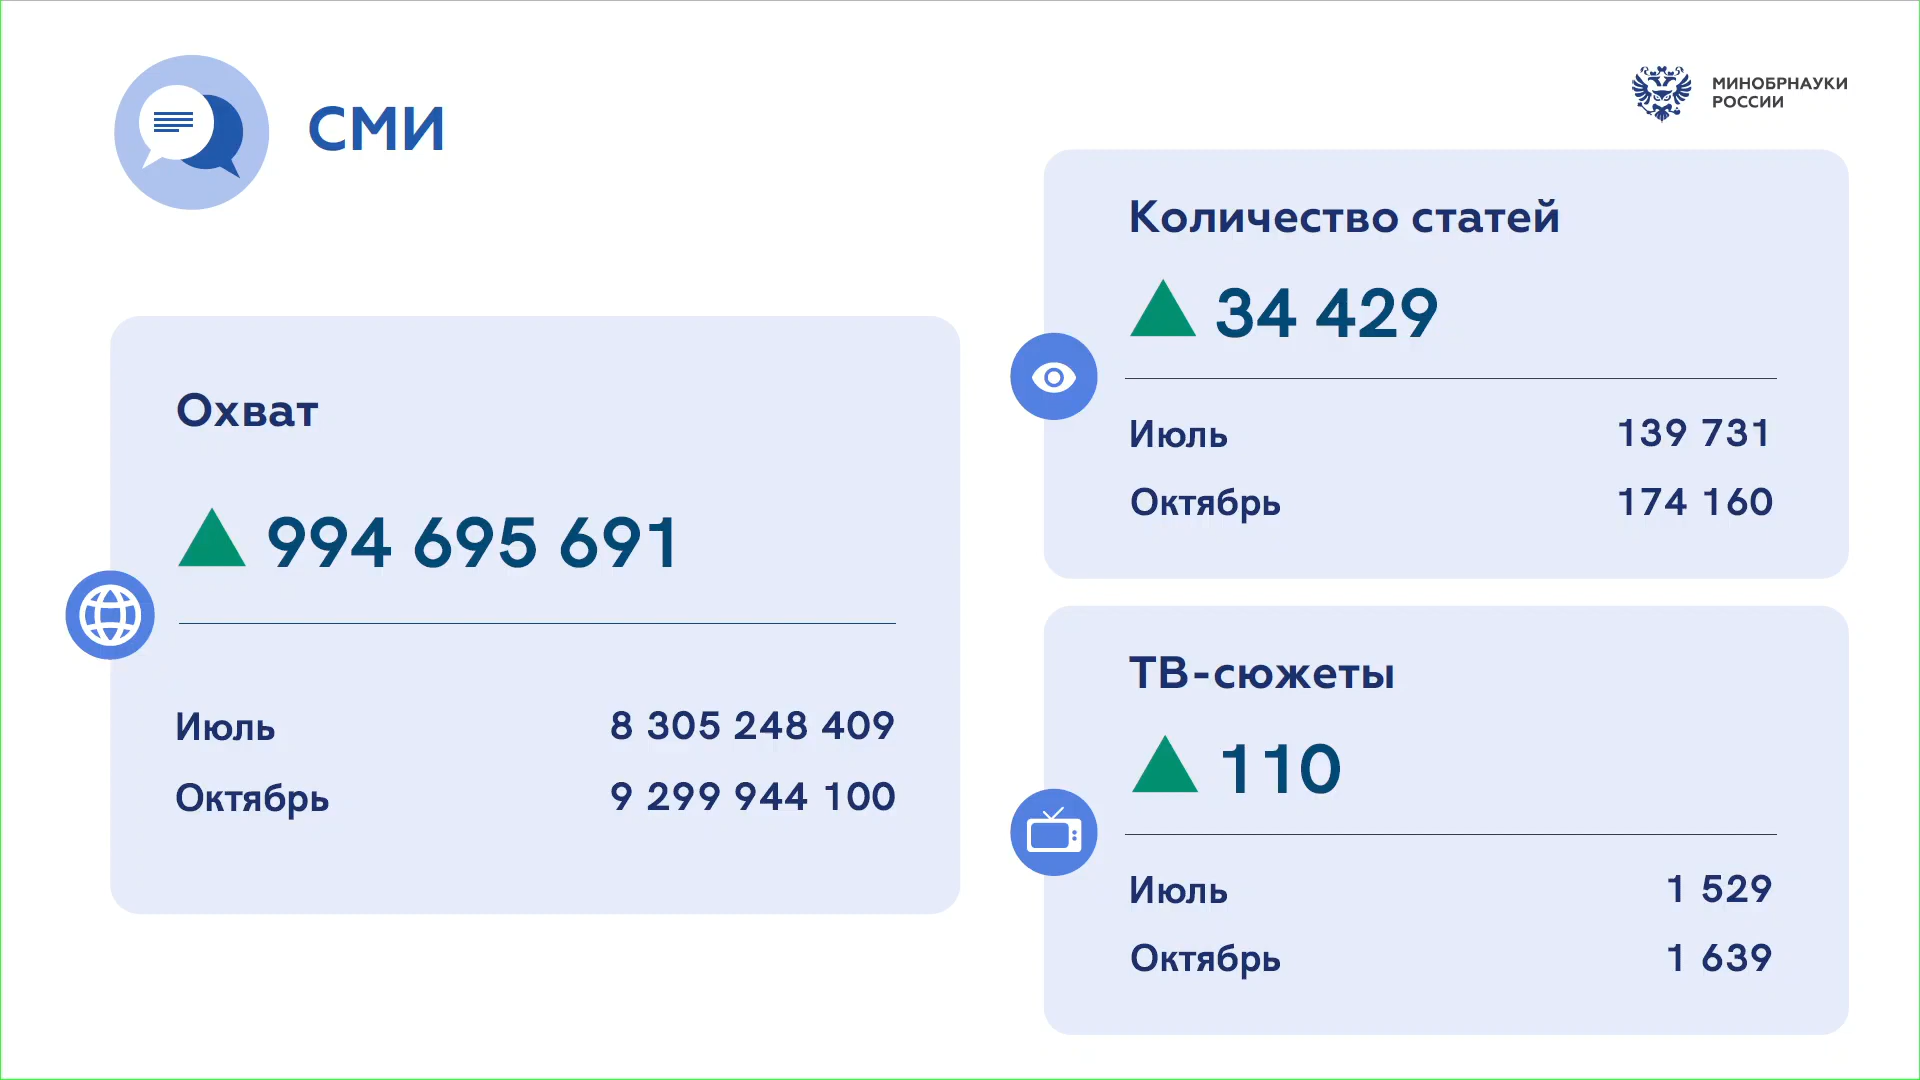 СМИ
МИНОБРНАУКИ
РОССИИ
Охват
994 695 691
Июль 8 305 248 409
Октябрь 9 299 944 100
Количество статей
34 429
Июль 139 731
Октябрь 174 160
ТВ-сюжеты
110
Июль 1 529
Октябрь 1 639